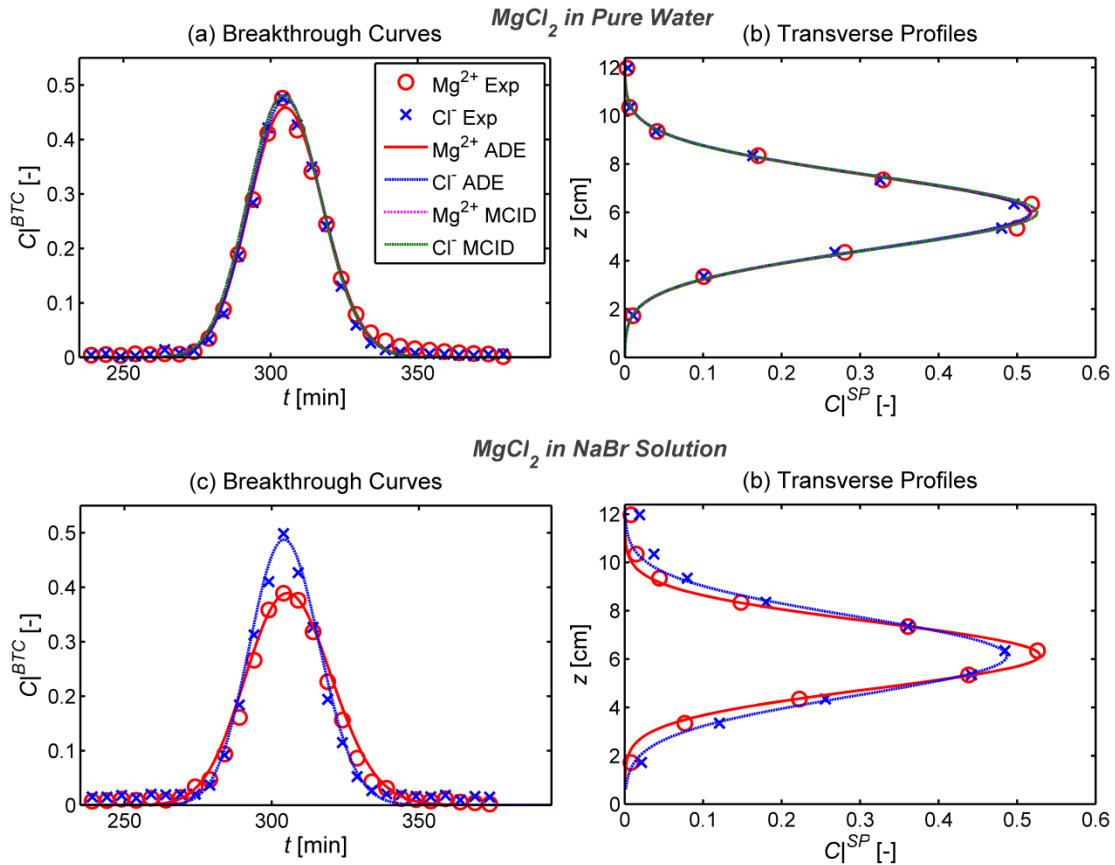 MgCl₂ in Pure Water
(a) Breakthrough Curves
(b) Transverse Profiles
0.5
0.4
0.3
0.2
0.1
0
C|ᴮᵀᶜ [-]
250
300
350
t [min]
Mg²⁺ Exp
Cl⁻ Exp
Mg²⁺ ADE
Cl⁻ ADE
Mg²⁺ MCID
Cl⁻ MCID
12
10
8
6
4
2
0
z [cm]
0
0.1
0.2
0.3
0.4
0.5
0.6
C|ˢᴾ [-]
MgCl₂ in NaBr Solution
(c) Breakthrough Curves
(b) Transverse Profiles
0.5
0.4
0.3
0.2
0.1
0
C|ᴮᵀᶜ [-]
250
300
350
t [min]
12
10
8
6
4
2
0
z [cm]
0
0.1
0.2
0.3
0.4
0.5
0.6
C|ˢᴾ [-]